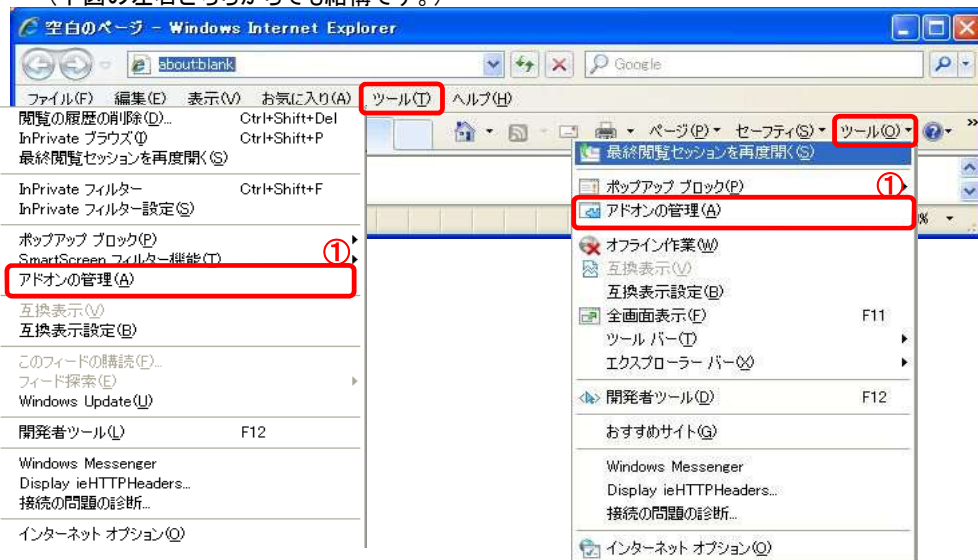 （下図の左右どちらからでも結構です。）
空白のページ - Windows Internet Explorer
about:blank
Google
ファイル(F) 編集(E) 表示(V) お気に入り(A) ツール(T) ヘルプ(H)
ページ(P) セーフティ(S) ツール(O)
閲覧の履歴の削除(D)... Ctrl+Shift+Del
InPrivate ブラウズ(I) Ctrl+Shift+P
最終閲覧セッションを再度開く(S)
InPrivate フィルター Ctrl+Shift+F
InPrivate フィルター設定(S)
ポップアップ ブロック(P)
①
SmartScreen フィルター機能(T)
アドオンの管理(A)
互換表示(V)
互換表示設定(B)
このフィードの購読(F)...
フィード探索(E)
Windows Update(U)
開発者ツール(L) F12
Windows Messenger
Display ieHTTPHeaders...
接続の問題の診断...
インターネット オプション(O)
最終閲覧セッションを再度開く(S)
ポップアップ ブロック(P)
①
アドオンの管理(A)
%
オフライン作業(W)
互換表示(V)
互換表示設定(B)
全画面表示(F) F11
ツール バー(T)
エクスプローラー バー(X)
開発者ツール(D) F12
おすすめサイト(G)
Windows Messenger
Display ieHTTPHeaders...
接続の問題の診断...
インターネット オプション(O)